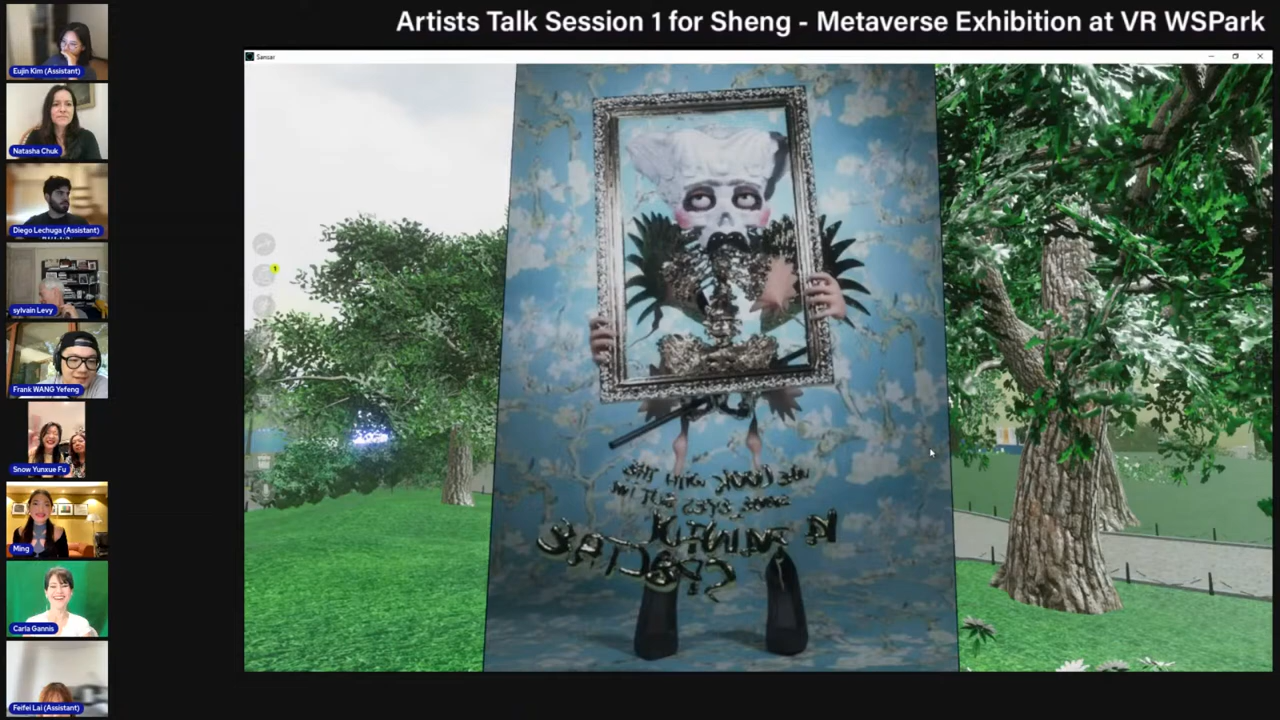 Artists Talk Session 1 for Sheng - Metaverse Exhibition at VR WSPark
Sansar
Eujin Kim (Assistant)
Natasha Chuk
Diego Lechuga (Assistant)
sylvain Levy
Frank WANG Yefeng
Snow Yunxue Fu
Ming
Carla Gannis
Feifei Lai (Assistant)
1